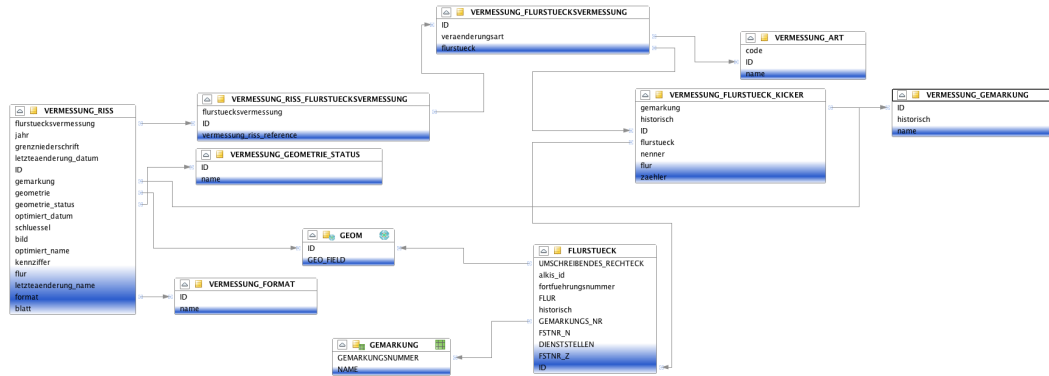 VERMESSUNG_FLURSTUECKSVERMESSUNG
ID
veraenderungsart
flurstueck
VERMESSUNG_ART
code
ID
name
VERMESSUNG_RISS
flurstuecksvermessung
jahr
grenzniederschrift
letzteaenderung_datum
ID
gemarkung
geometrie
geometrie_status
optimiert_datum
schluessel
bild
optimiert_name
kennziffer
flur
letzteaenderung_name
format
blatt
VERMESSUNG_RISS_FLURSTUECKSVERMESSUNG
flurstuecksvermessung
ID
vermessung_riss_reference
VERMESSUNG_FLURSTUECK_KICKER
gemarkung
historisch
ID
flurstueck
nenner
flur
zaehler
VERMESSUNG_GEMARKUNG
ID
historisch
name
VERMESSUNG_GEOMETRIE_STATUS
ID
name
GEOM
ID
GEO_FIELD
FLURSTUECK
UMSCHREIBENDES_RECHTECK
alkis_id
fortfuehrungsnummer
FLUR
historisch
GEMARKUNGS_NR
FSTNR_N
DIENSTSTELLEN
FSTNR_Z
ID
VERMESSUNG_FORMAT
ID
name
GEMARKUNG
GEMARKUNGSNUMMER
NAME